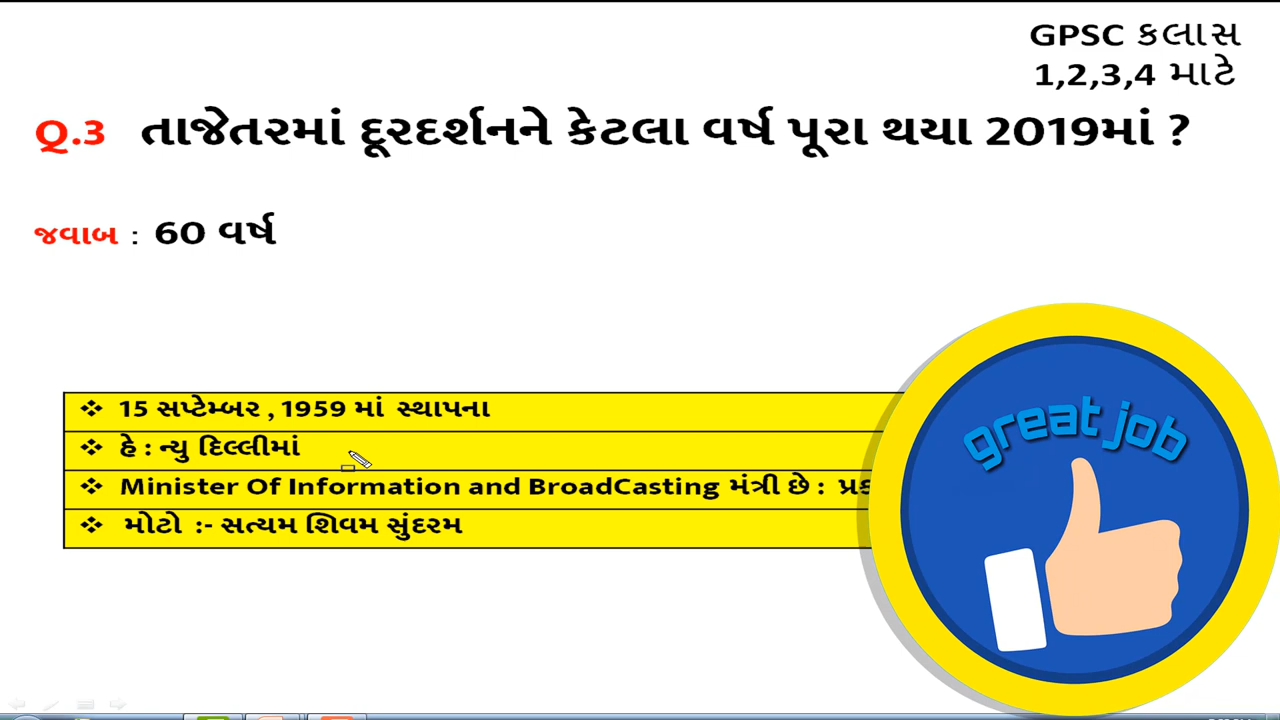 GPSC કલાસ
1,2,3,4 માટે
Q.3 તાજેતરમાં દૂરદર્શનને કેટલા વર્ષ પૂરા થયા 2019માં ?
જવાબ : 60 વર્ષ
❖ 15 સપ્ટેમ્બર , 1959 માં સ્થાપના
❖ હે : ન્યુ દિલ્લીમાં
❖ Minister Of Information and BroadCasting મંત્રી છે :
❖ મોટો :- સત્યમ શિવમ સુંદરમ
great job